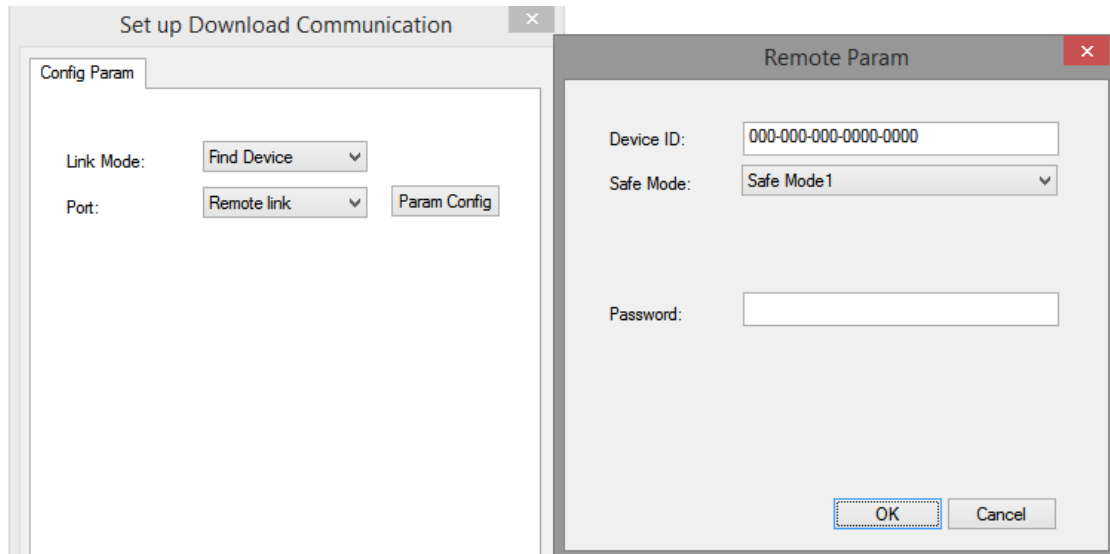 Set up Download Communication
Config Param
Link Mode: Find Device
Port: Remote link Param Config
Remote Param
Device ID: 000-000-000-0000-0000
Safe Mode: Safe Mode1
Password:
OK Cancel